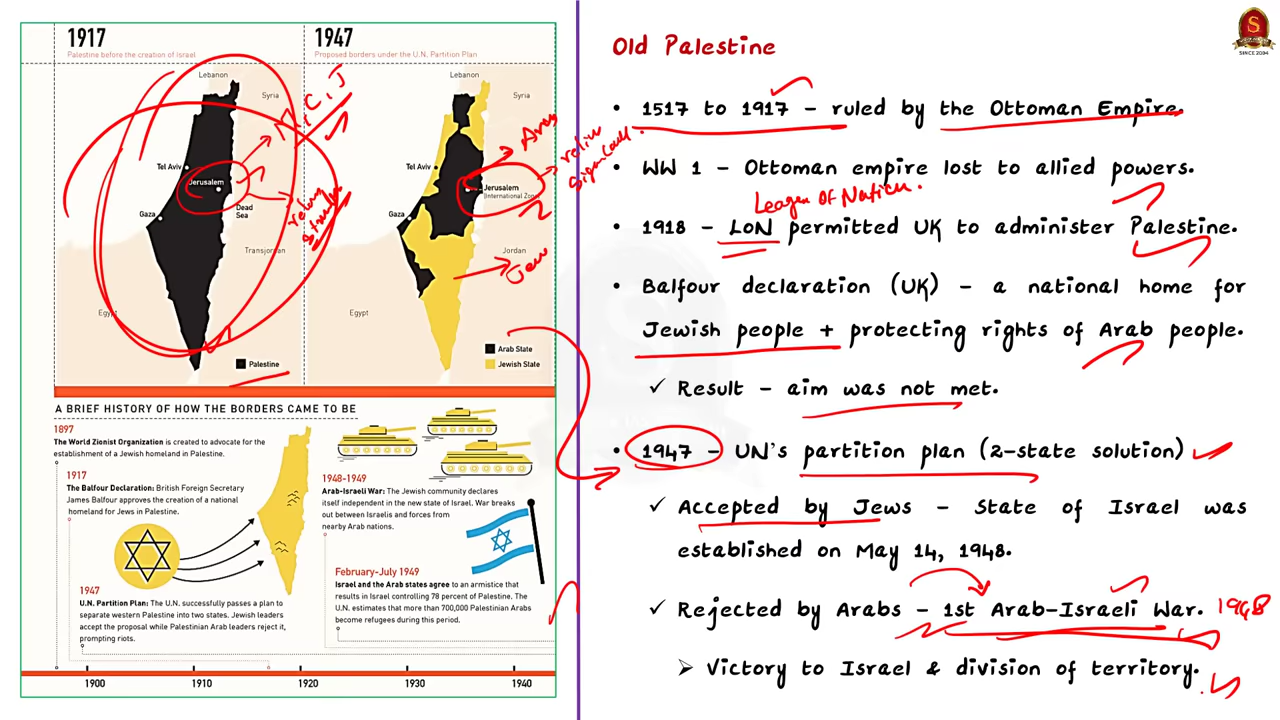 1917
Palestine before the creation of Israel
1947
Proposed borders under the U.N. Partition Plan
Lebanon
Syria
Tel Aviv
Jerusalem
Gaza
Dead
Sea
Transjordan
Egypt
Palestine
M, C, J
Lebanon
Syria
Tel Aviv
Jerusalem
(International Zone)
Gaza
Jordan
Egypt
Arab State
Jewish State
Arab
Jew
A BRIEF HISTORY OF HOW THE BORDERS CAME TO BE
1897
The World Zionist Organization is created to advocate for the
establishment of a Jewish homeland in Palestine.
1917
The Balfour Declaration: British Foreign Secretary
James Balfour approves the creation of a national
homeland for Jews in Palestine.
1947
U.N. Partition Plan: The U.N. successfully passes a plan to
separate western Palestine into two states. Jewish leaders
accept the proposal while Palestinian Arab leaders reject it,
prompting riots.
1948-1949
Arab-Israeli War: The Jewish community declares
itself independent in the new state of Israel. War breaks
out between Israelis and forces from
nearby Arab nations.
February-July 1949
Israel and the Arab states agree to an armistice that
results in Israel controlling 78 percent of Palestine. The
U.N. estimates that more than 700,000 Palestinian Arabs
become refugees during this period.
1900
1910
1920
1930
1940
Old Palestine
• 1517 to 1917 – ruled by the Ottoman Empire.
• WW 1 - Ottoman empire lost to allied powers.
League Of Nation.
• 1918 - LoN permitted UK to administer Palestine.
• Balfour declaration (UK) - a national home for
Jewish people + protecting rights of Arab people.
✓ Result - aim was not met.
• 1947 - UN's partition plan (2-state solution)
✓ Accepted by Jews - State of Israel was
established on May 14, 1948.
✓ Rejected by Arabs - 1st Arab-Israeli War. 1948
➢ Victory to Israel & division of territory.
S
SINCE 2004